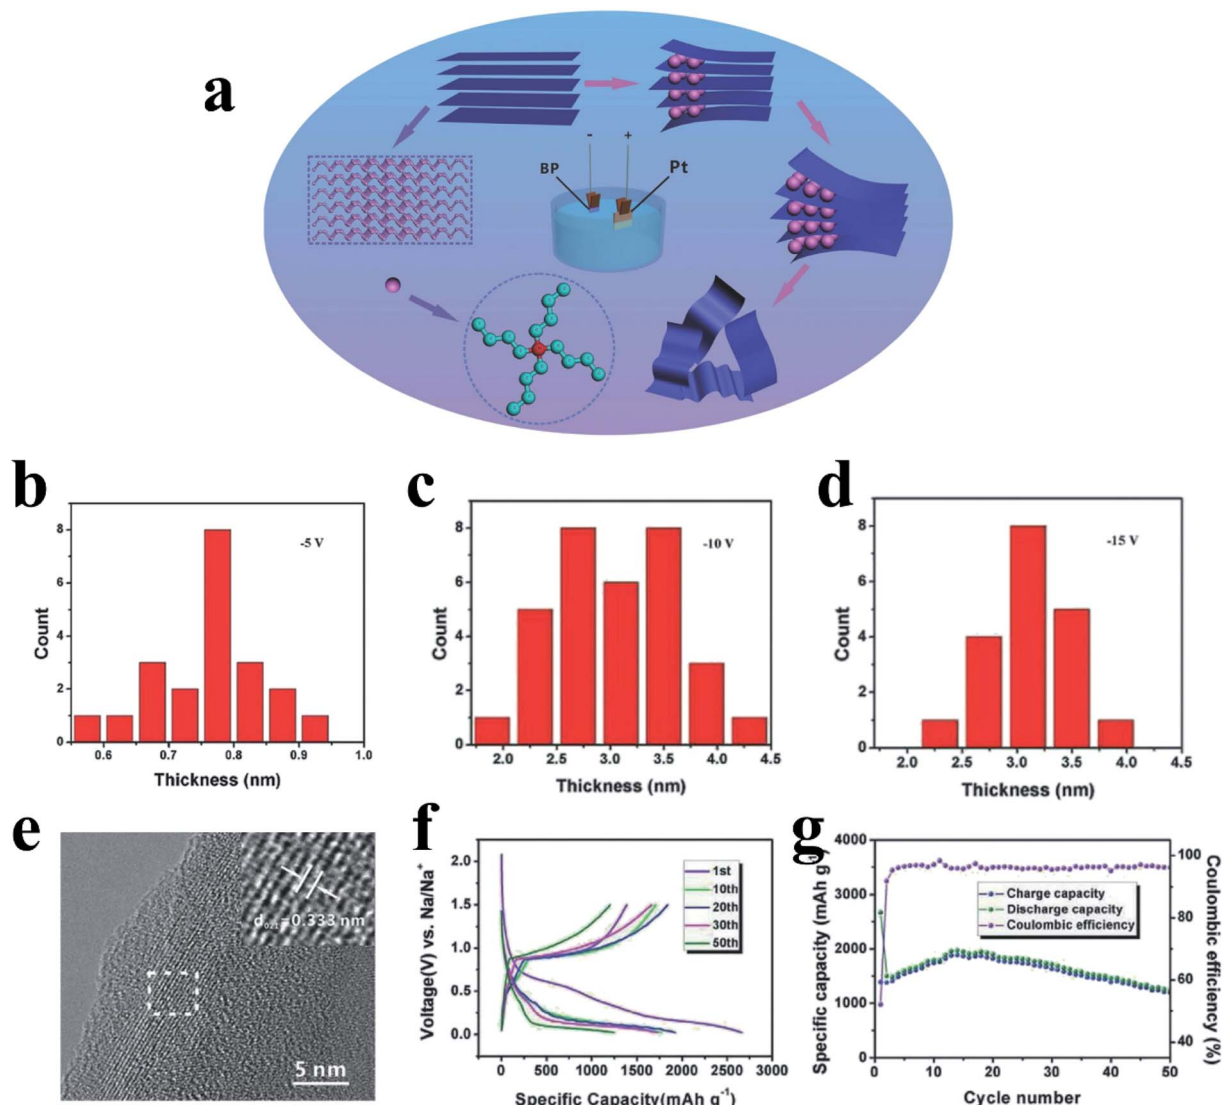 a
- +
BP Pt
b
-5 V
8
6
4
2
0
Count
0.6 0.7 0.8 0.9 1.0
Thickness (nm)
c
-10 V
8
6
4
2
0
Count
2.0 2.5 3.0 3.5 4.0 4.5
Thickness (nm)
d
-15 V
8
6
4
2
0
Count
2.0 2.5 3.0 3.5 4.0 4.5
Thickness (nm)
e
=0.333 nm
5 nm
f
2.0
1.5
1.0
0.5
0.0
Voltage(V) vs. Na/Na⁺
1st
10th
20th
30th
50th
0 500 1000 1500 2000 2500 3000
Specific Capacity(mAh g⁻¹)
g
4000
3500
3000
2500
2000
1500
1000
0
Specific capacity (mAh g⁻¹)
Charge capacity
Discharge capacity
Coulombic efficiency
100
80
60
40
Coulombic efficiency (%)
0 10 20 30 40 50
Cycle number